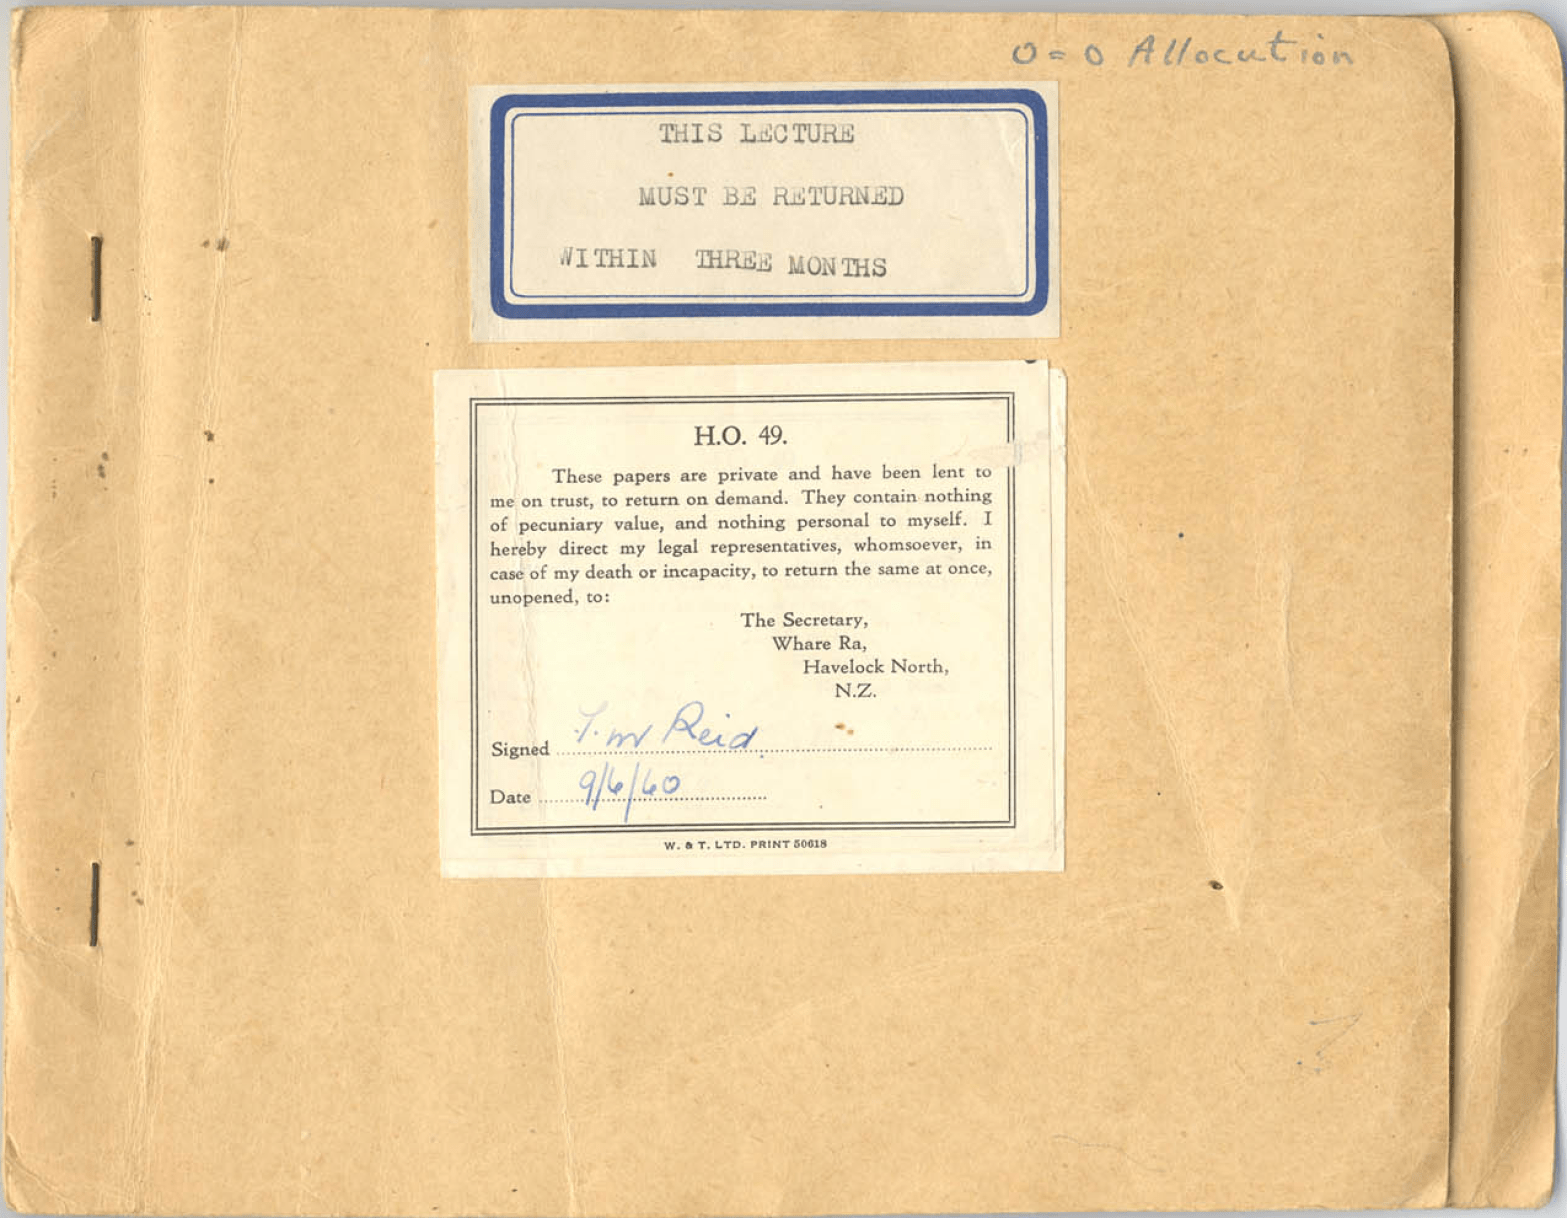 0=0 Allocution
THIS LECTURE
MUST BE RETURNED
WITHIN THREE MONTHS
H.O. 49.
These papers are private and have been lent to
me on trust, to return on demand. They contain nothing
of pecuniary value, and nothing personal to myself. I
hereby direct my legal representatives, whomsoever, in
case of my death or incapacity, to return the same at once,
unopened, to:
The Secretary,
Whare Ra,
Havelock North,
N.Z.
Signed Reid.
Date 9/6/60
W. & T. LTD. PRINT 50618